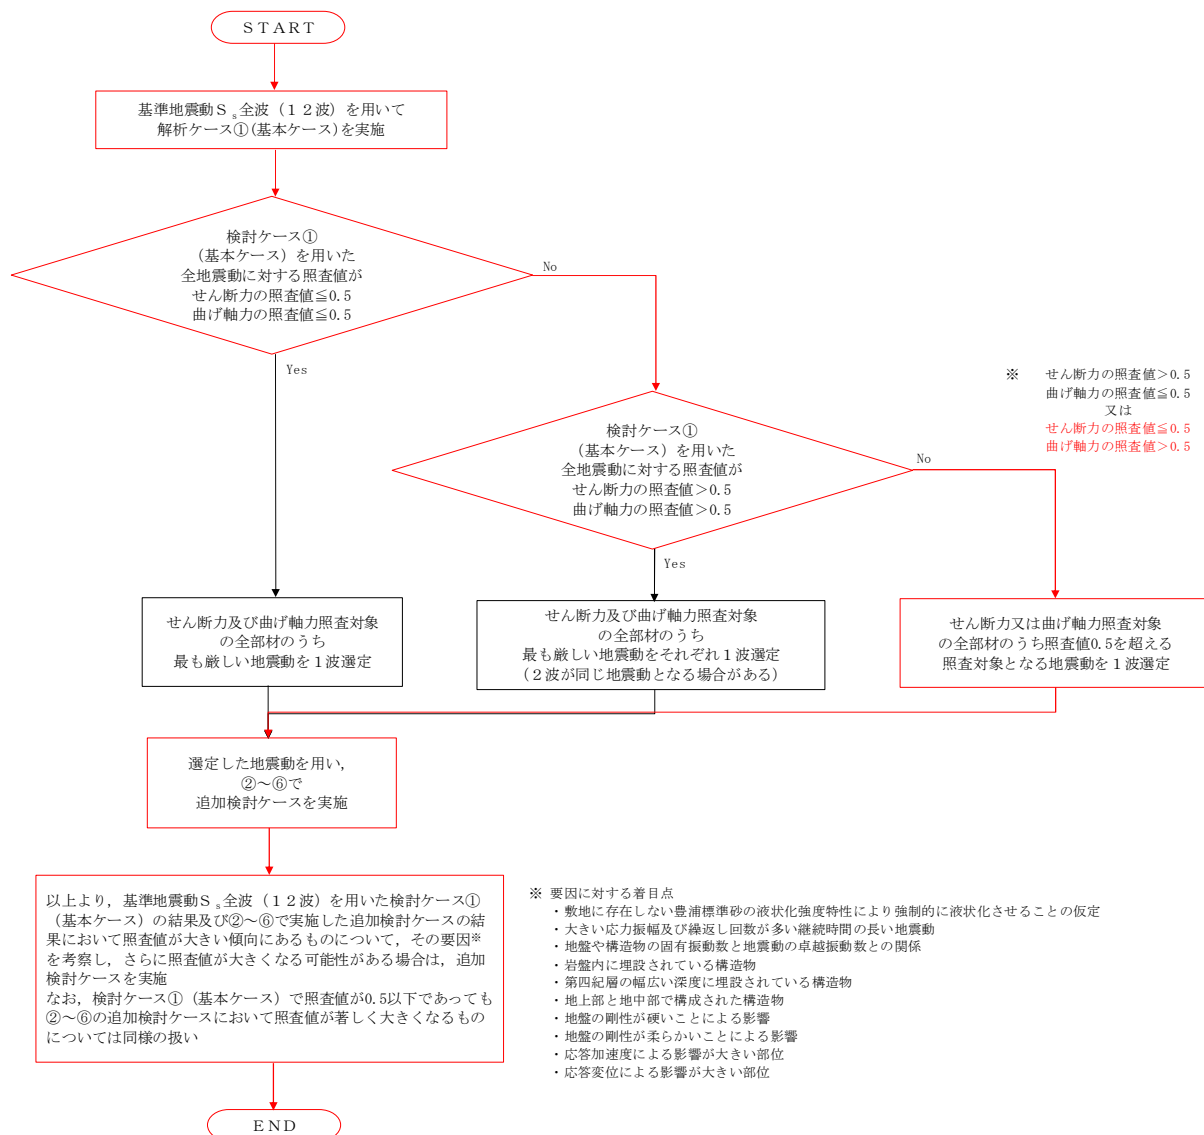 ＳＴＡＲＴ
基準地震動Ｓｓ全波（１２波）を用いて
解析ケース①(基本ケース)を実施
検討ケース①
（基本ケース）を用いた
全地震動に対する照査値が
せん断力の照査値≦0.5
曲げ軸力の照査値≦0.5
No
Yes
※　せん断力の照査値＞0.5
曲げ軸力の照査値≦0.5
又は
せん断力の照査値≦0.5
曲げ軸力の照査値＞0.5
検討ケース①
（基本ケース）を用いた
全地震動に対する照査値が
せん断力の照査値＞0.5
曲げ軸力の照査値＞0.5
No
Yes
せん断力及び曲げ軸力照査対象
の全部材のうち
最も厳しい地震動を１波選定
せん断力及び曲げ軸力照査対象
の全部材のうち
最も厳しい地震動をそれぞれ１波選定
（２波が同じ地震動となる場合がある）
せん断力又は曲げ軸力照査対象
の全部材のうち照査値0.5を超える
照査対象となる地震動を１波選定
選定した地震動を用い，
②～⑥で
追加検討ケースを実施
以上より，基準地震動Ｓｓ全波（１２波）を用いた検討ケース①
（基本ケース）の結果及び②～⑥で実施した追加検討ケースの結
果において照査値が大きい傾向にあるものについて，その要因※
を考察し，さらに照査値が大きくなる可能性がある場合は，追加
検討ケースを実施
なお，検討ケース①（基本ケース）で照査値が0.5以下であっても
②～⑥の追加検討ケースにおいて照査値が著しく大きくなるもの
については同様の扱い
※ 要因に対する着目点
・敷地に存在しない豊浦標準砂の液状化強度特性により強制的に液状化させることの仮定
・大きい応力振幅及び繰返し回数が多い継続時間の長い地震動
・地盤や構造物の固有振動数と地震動の卓越振動数との関係
・岩盤内に埋設されている構造物
・第四紀層の幅広い深度に埋設されている構造物
・地上部と地中部で構成された構造物
・地盤の剛性が硬いことによる影響
・地盤の剛性が柔らかいことによる影響
・応答加速度による影響が大きい部位
・応答変位による影響が大きい部位
ＥＮＤ